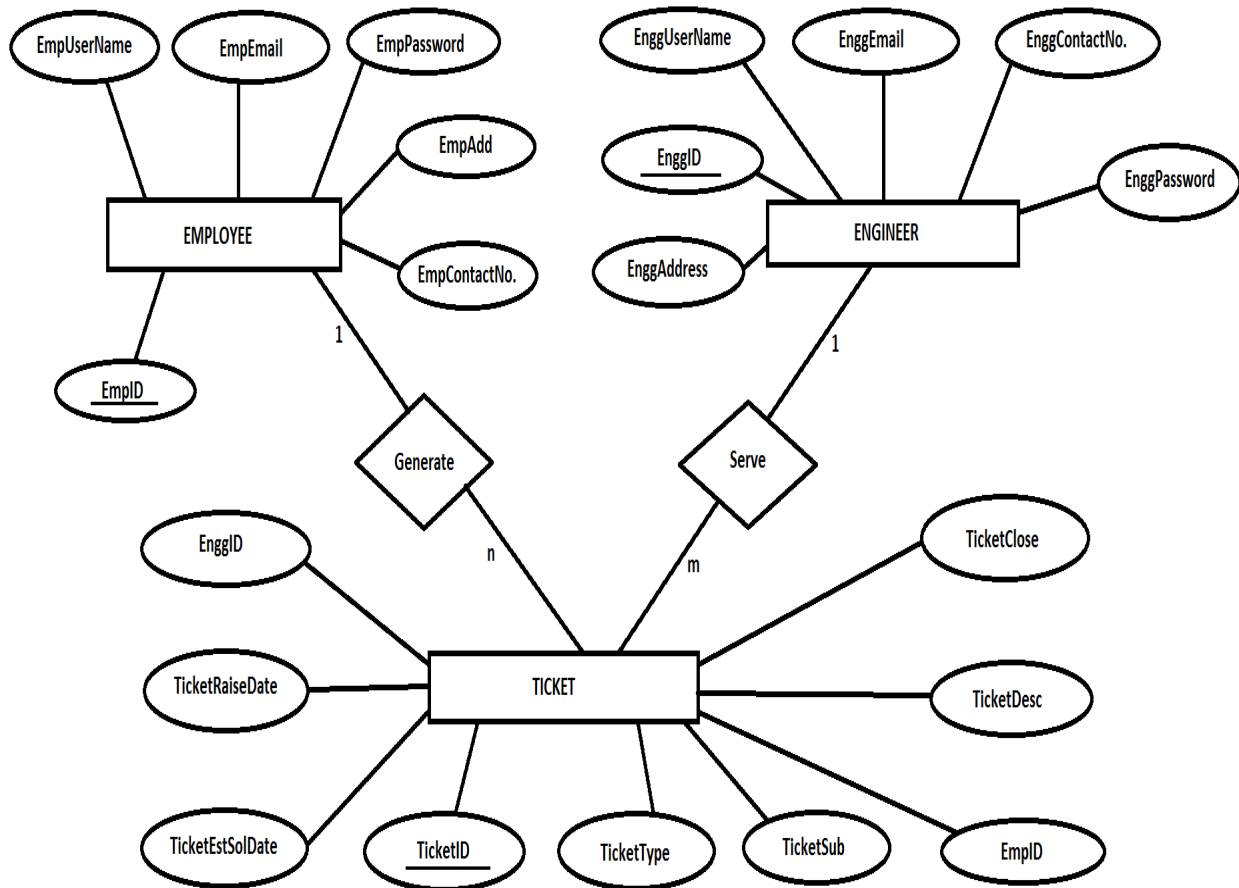 EmpUserName
EmpEmail
EmpPassword
EnggUserName
EnggEmail
EnggContactNo.
EmpAdd
EnggID
EnggPassword
EMPLOYEE
ENGINEER
EmpContactNo.
EnggAddress
1
1
EmpID
Generate
Serve
EnggID
n
m
TicketClose
TicketRaiseDate
TICKET
TicketDesc
TicketEstSolDate
TicketID
TicketType
TicketSub
EmpID